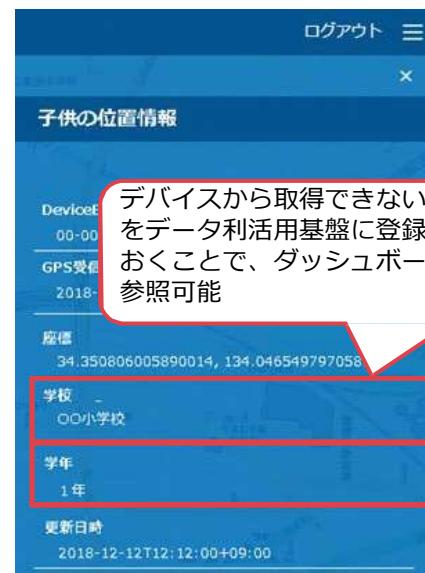 ログアウト
×
子供の位置情報
デバイスから取得できない
をデータ利活用基盤に登録
おくことで、ダッシュボー
参照可能
DeviceE
00-00
GPS受信
2018-
座標
34.350806005890014, 134.046549797058
学校
〇〇小学校
学年
1年
更新日時
2018-12-12T12:12:00+09:00